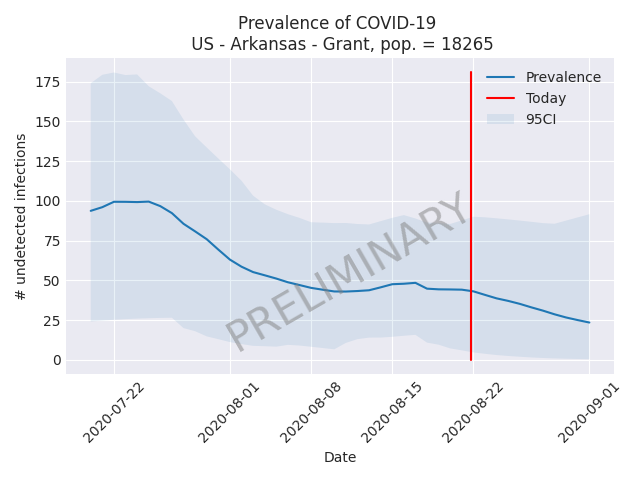 Prevalence of COVID-19
US - Arkansas - Grant, pop. = 18265
Prevalence
Today
95CI
175
150
125
100
75
50
25
0
# undetected infections
PRELIMINARY
2020-07-22
2020-08-01
2020-08-08
2020-08-15
2020-08-22
2020-09-01
Date